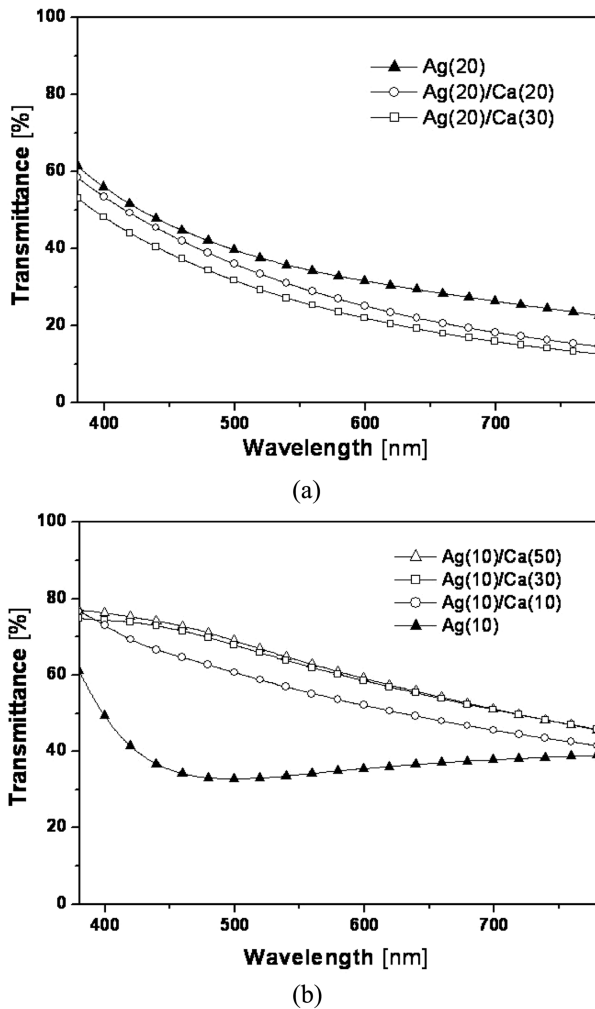 100
80
60
40
20
0
Transmittance [%]
Ag(20)
Ag(20)/Ca(20)
Ag(20)/Ca(30)
400
500
600
700
Wavelength [nm]
(a)
100
80
60
40
20
0
Transmittance [%]
Ag(10)/Ca(50)
Ag(10)/Ca(30)
Ag(10)/Ca(10)
Ag(10)
400
500
600
700
Wavelength [nm]
(b)